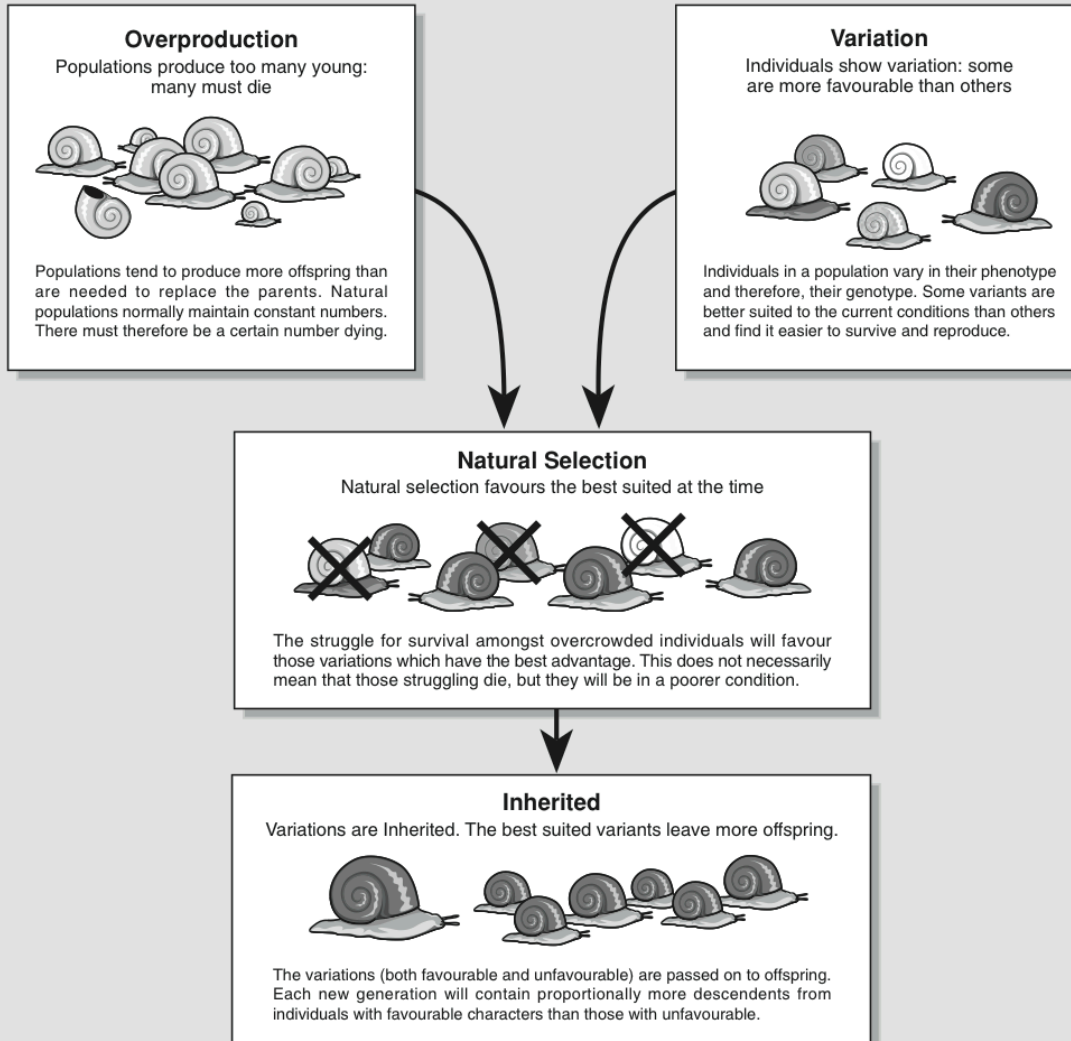 Overproduction
Populations produce too many young:
many must die
Populations tend to produce more offspring than
are needed to replace the parents. Natural
populations normally maintain constant numbers.
There must therefore be a certain number dying.
Variation
Individuals show variation: some
are more favourable than others
Individuals in a population vary in their phenotype
and therefore, their genotype. Some variants are
better suited to the current conditions than others
and find it easier to survive and reproduce.
Natural Selection
Natural selection favours the best suited at the time
The struggle for survival amongst overcrowded individuals will favour
those variations which have the best advantage. This does not necessarily
mean that those struggling die, but they will be in a poorer condition.
Inherited
Variations are Inherited. The best suited variants leave more offspring.
The variations (both favourable and unfavourable) are passed on to offspring.
Each new generation will contain proportionally more descendents from
individuals with favourable characters than those with unfavourable.